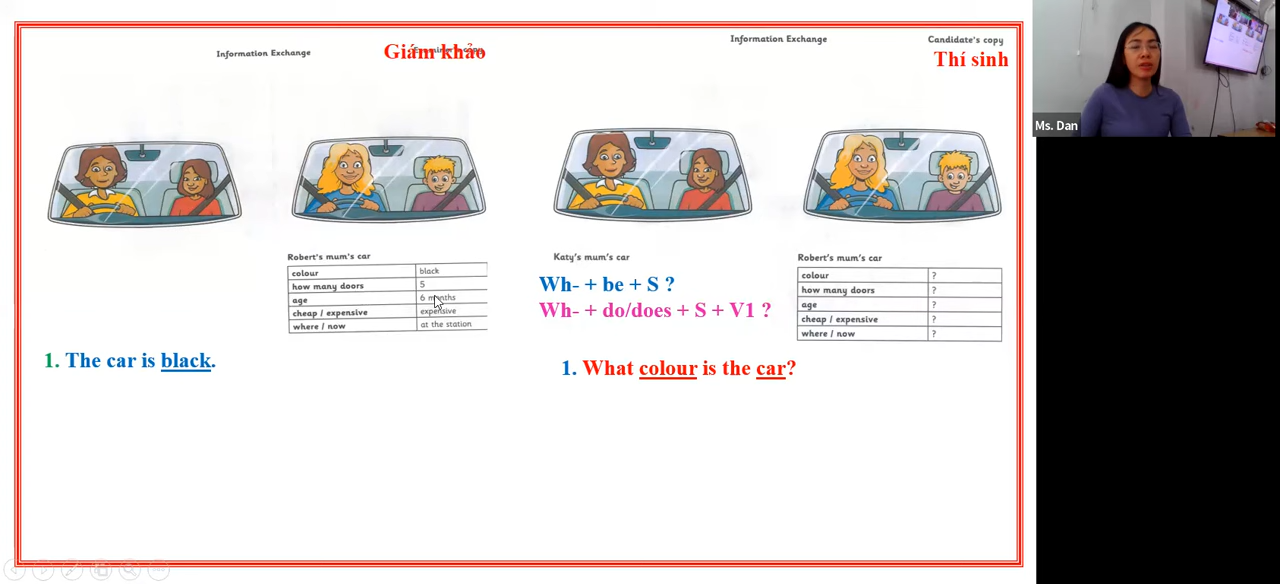 Information Exchange
Giám khảo
Information Exchange
Candidate's copy
Thí sinh
Ms. Dan
Robert's mum's car
colour black
how many doors 5
age 6 months
cheap / expensive expensive
where / now at the station
Katy's mum's car
Wh- + be + S ?
Wh- + do/does + S + V1 ?
Robert's mum's car
colour ?
how many doors ?
age ?
cheap / expensive ?
where / now ?
1. The car is black.
1. What colour is the car?